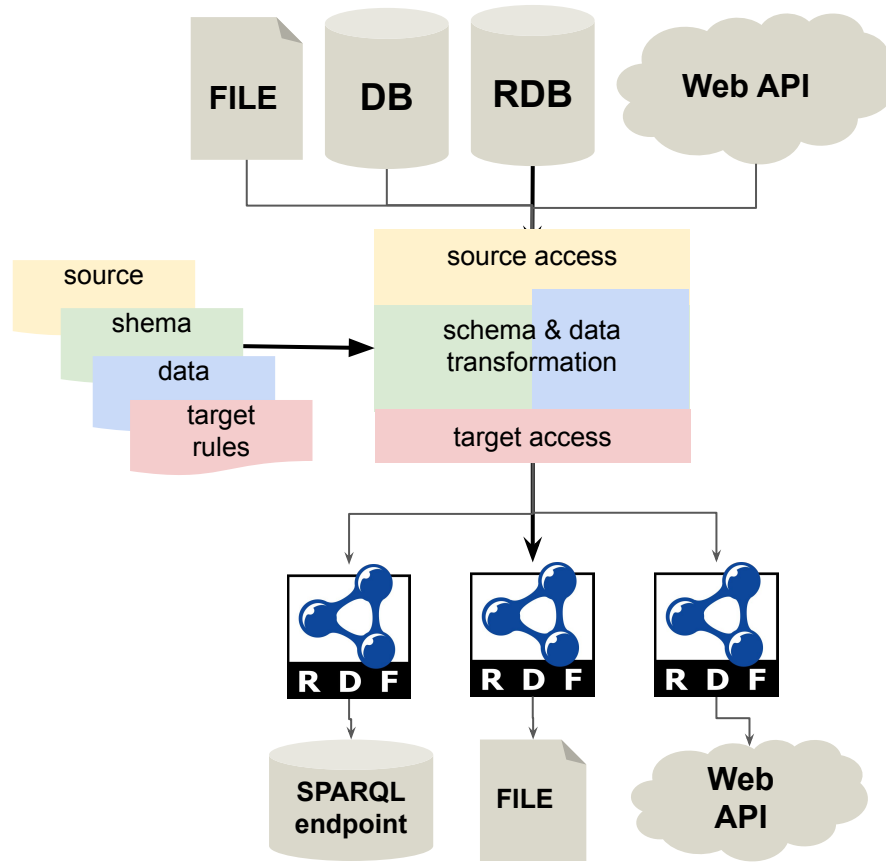 FILE
DB
RDB
Web API
source
shema
data
target
rules
source access
schema & data
transformation
target access
R D F
R D F
R D F
SPARQL
endpoint
FILE
Web
API